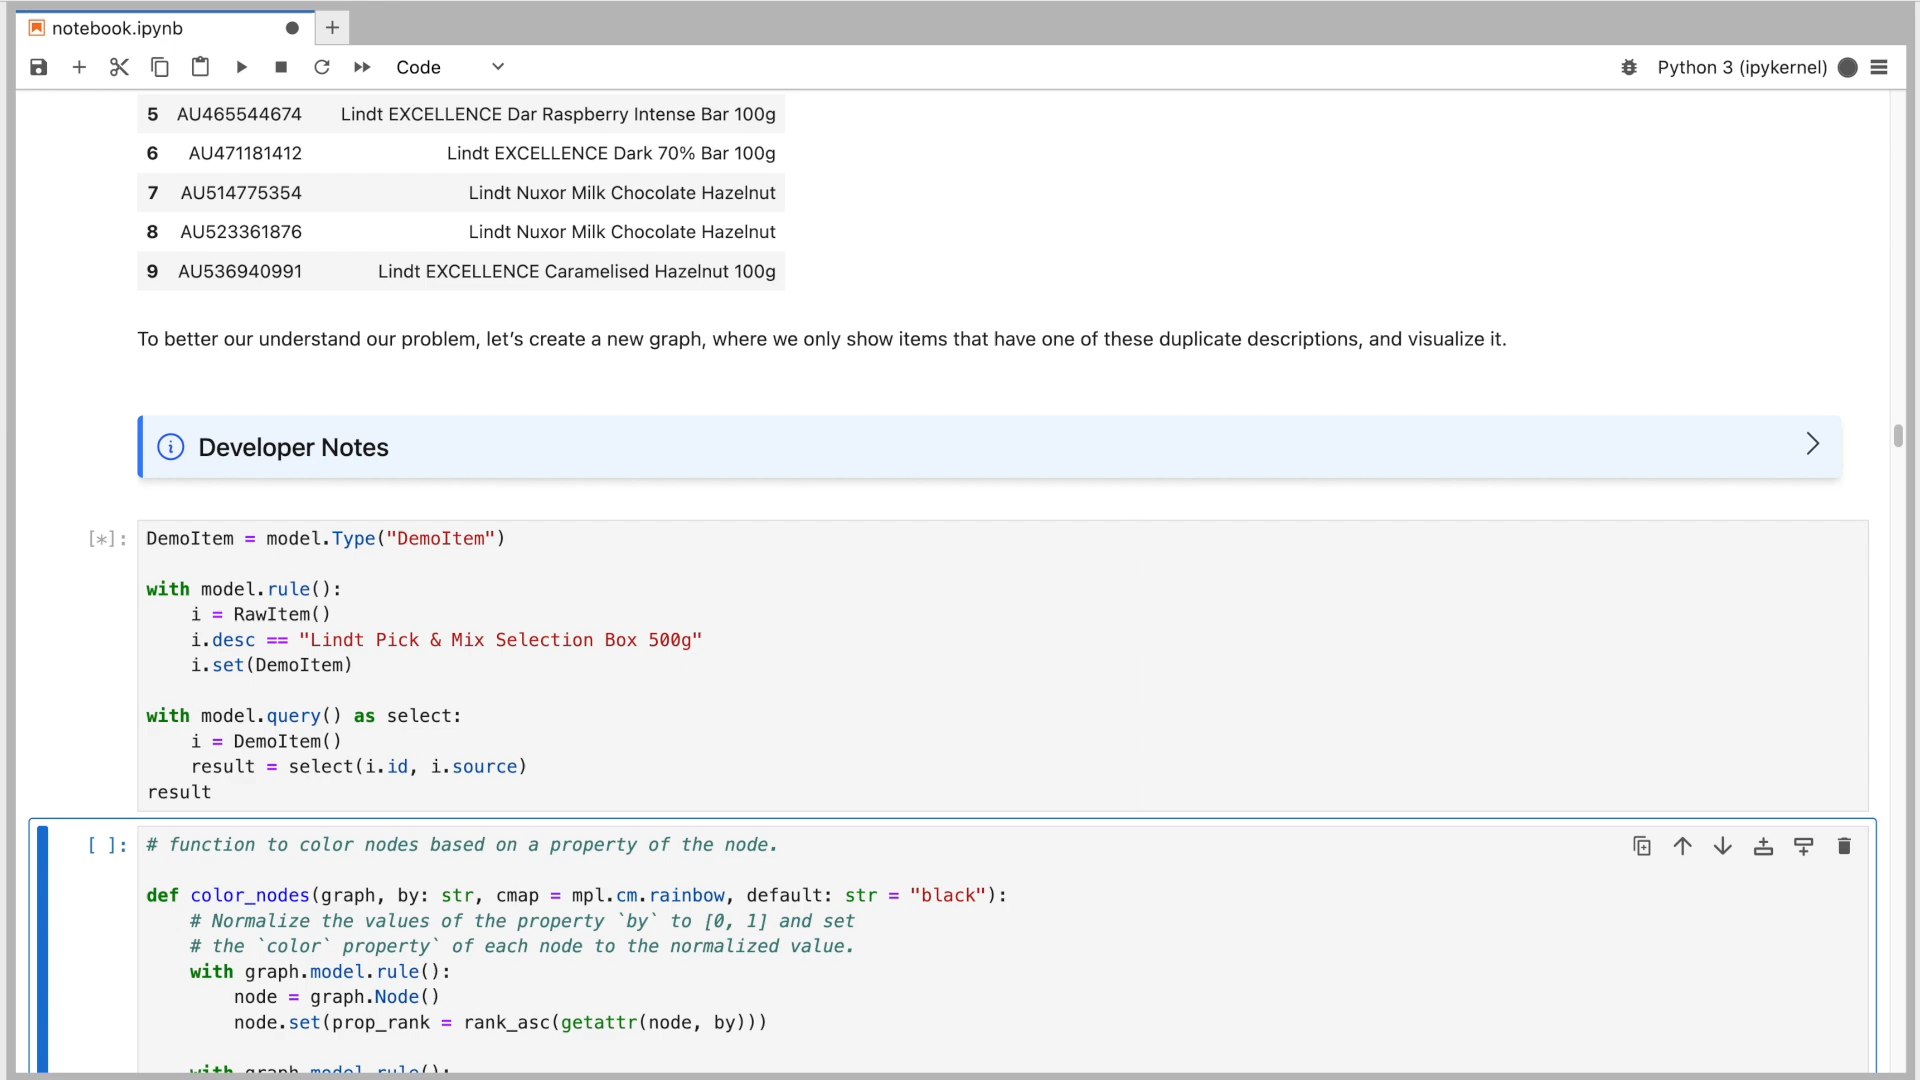 notebook.ipynb
Code
Python 3 (ipykernel)
5 AU465544674 Lindt EXCELLENCE Dar Raspberry Intense Bar 100g
6 AU471181412 Lindt EXCELLENCE Dark 70% Bar 100g
7 AU514775354 Lindt Nuxor Milk Chocolate Hazelnut
8 AU523361876 Lindt Nuxor Milk Chocolate Hazelnut
9 AU536940991 Lindt EXCELLENCE Caramelised Hazelnut 100g
To better our understand our problem, let’s create a new graph, where we only show items that have one of these duplicate descriptions, and visualize it.
Developer Notes
[*]: DemoItem = model.Type("DemoItem")
with model.rule():
    i = RawItem()
    i.desc == "Lindt Pick & Mix Selection Box 500g"
    i.set(DemoItem)
with model.query() as select:
    i = DemoItem()
    result = select(i.id, i.source)
result
[ ]: # function to color nodes based on a property of the node.
def color_nodes(graph, by: str, cmap = mpl.cm.rainbow, default: str = "black"):
    # Normalize the values of the property `by` to [0, 1] and set
    # the `color` property` of each node to the normalized value.
    with graph.model.rule():
        node = graph.Node()
        node.set(prop_rank = rank_asc(getattr(node, by)))
    with graph.model.rule():